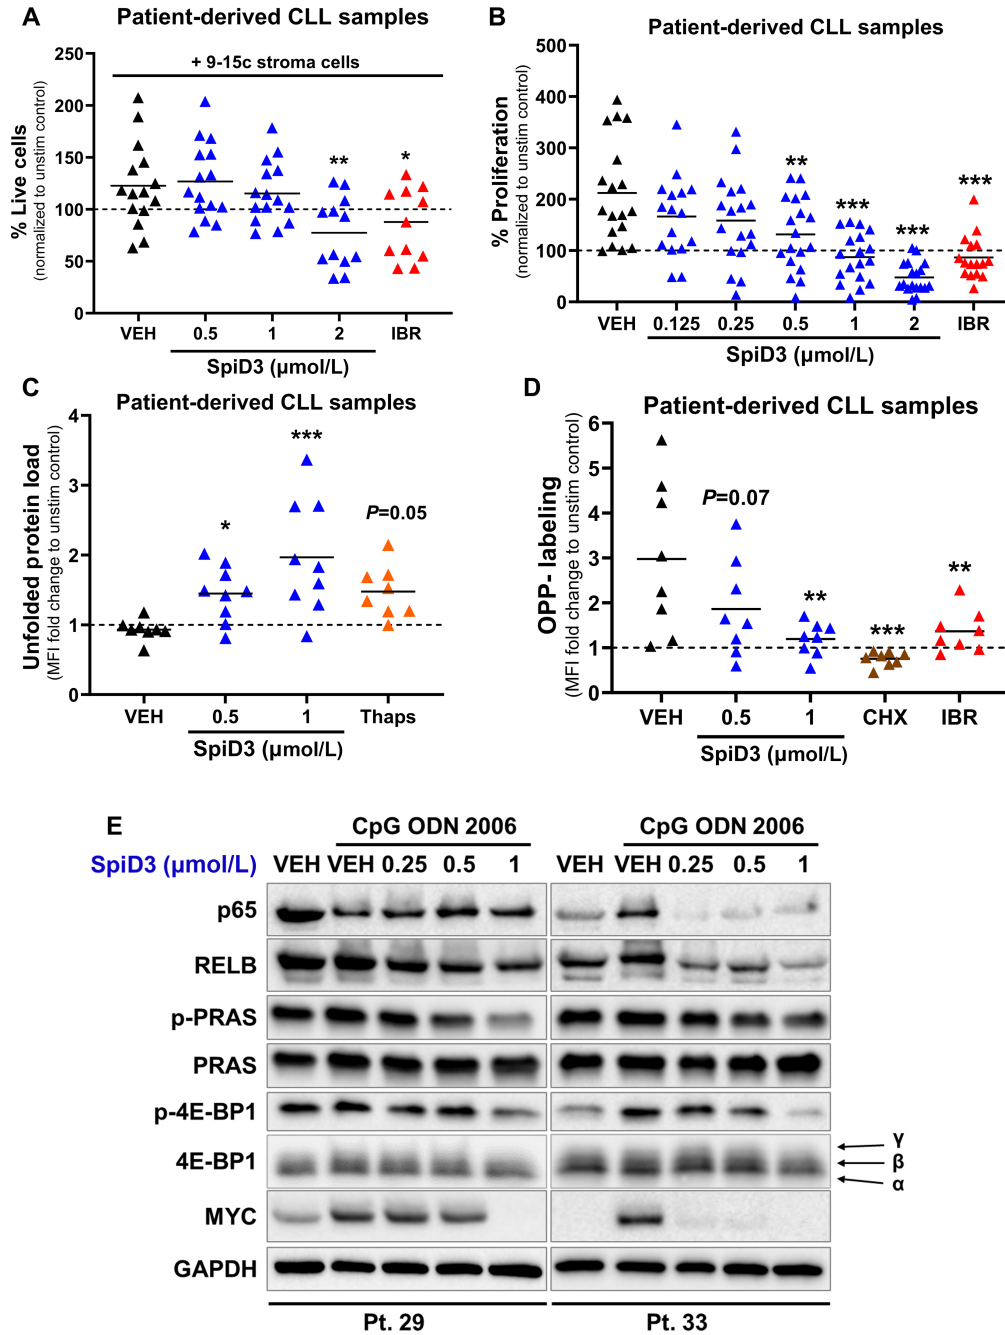 A
Patient-derived CLL samples
+ 9-15c stroma cells
% Live cells
(normalized to unstim control)
250
200
150
100
50
0
**
*
VEH
0.5
1
2
IBR
SpiD3 (μmol/L)
B
Patient-derived CLL samples
% Proliferation
(normalized to unstim control)
500
400
300
200
100
0
**
***
***
***
VEH
0.125
0.25
0.5
1
2
IBR
SpiD3 (μmol/L)
C
Patient-derived CLL samples
Unfolded protein load
(MFI fold change to unstim control)
4
3
2
1
0
*
***
P=0.05
VEH
0.5
1
Thaps
SpiD3 (μmol/L)
D
Patient-derived CLL samples
OPP- labeling
(MFI fold change to unstim control)
6
5
4
3
2
1
0
P=0.07
**
***
**
VEH
0.5
1
CHX
IBR
SpiD3 (μmol/L)
E
CpG ODN 2006
CpG ODN 2006
SpiD3 (μmol/L) VEH VEH 0.25 0.5 1 VEH VEH 0.25 0.5 1
p65
RELB
p-PRAS
PRAS
p-4E-BP1
4E-BP1
γ
β
α
MYC
GAPDH
Pt. 29
Pt. 33